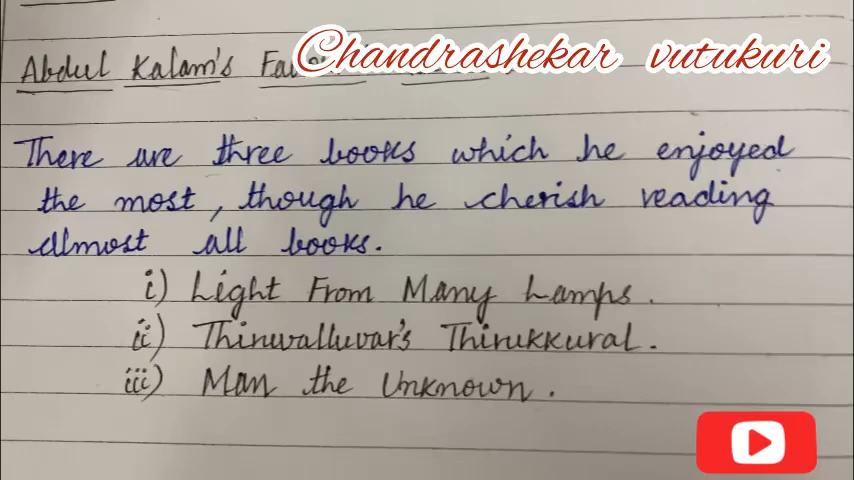 Chandrashekar vutukuri
Abdul Kalam's
There are three books which he enjoyed
the most, though he cherish reading
almost all books.
i) Light From Many Lamps.
ii) Thiruvalluvar's Thirukkural.
iii) Man the Unknown.